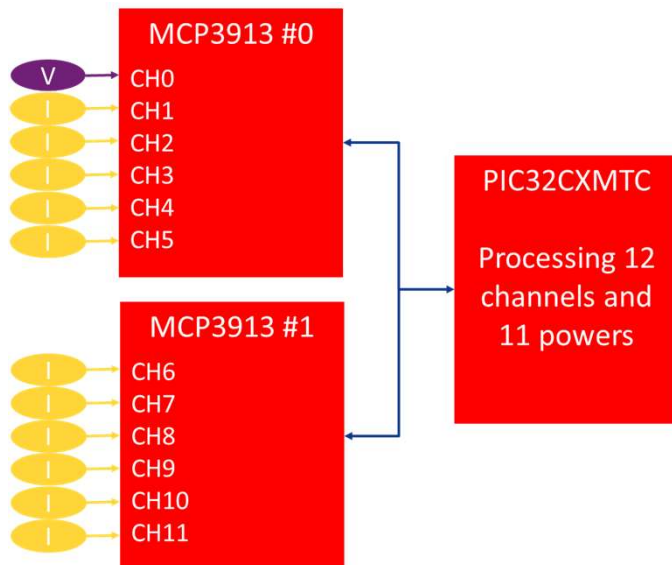 MCP3913 #0
V CH0
I CH1
I CH2
I CH3
I CH4
I CH5
PIC32CXMTC
Processing 12
channels and
11 powers
MCP3913 #1
I CH6
I CH7
I CH8
I CH9
I CH10
I CH11